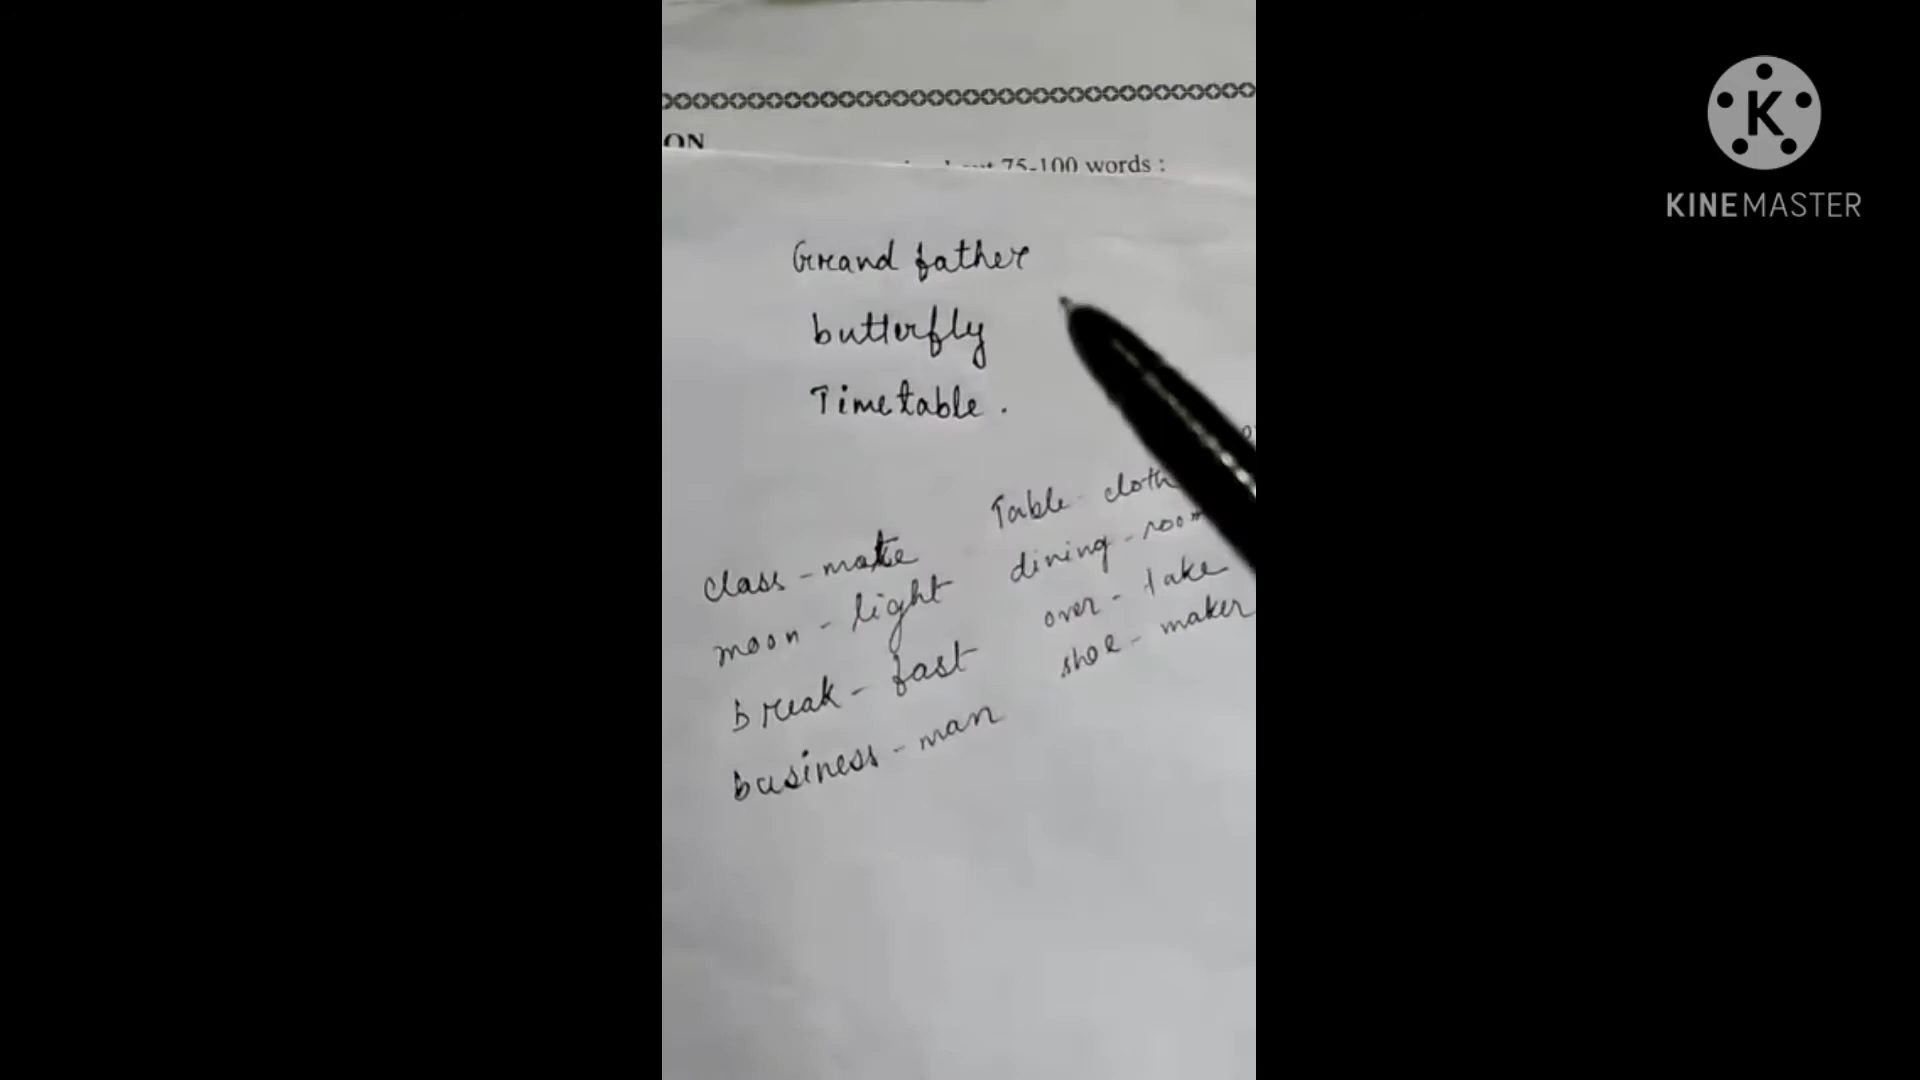 ON
75-100 words :
Grand father
butterfly
Timetable .
class - mate
moon - light
break - fast
business - man
Table - cloth
dining - room
over - take
shoe - maker
K
KINEMASTER